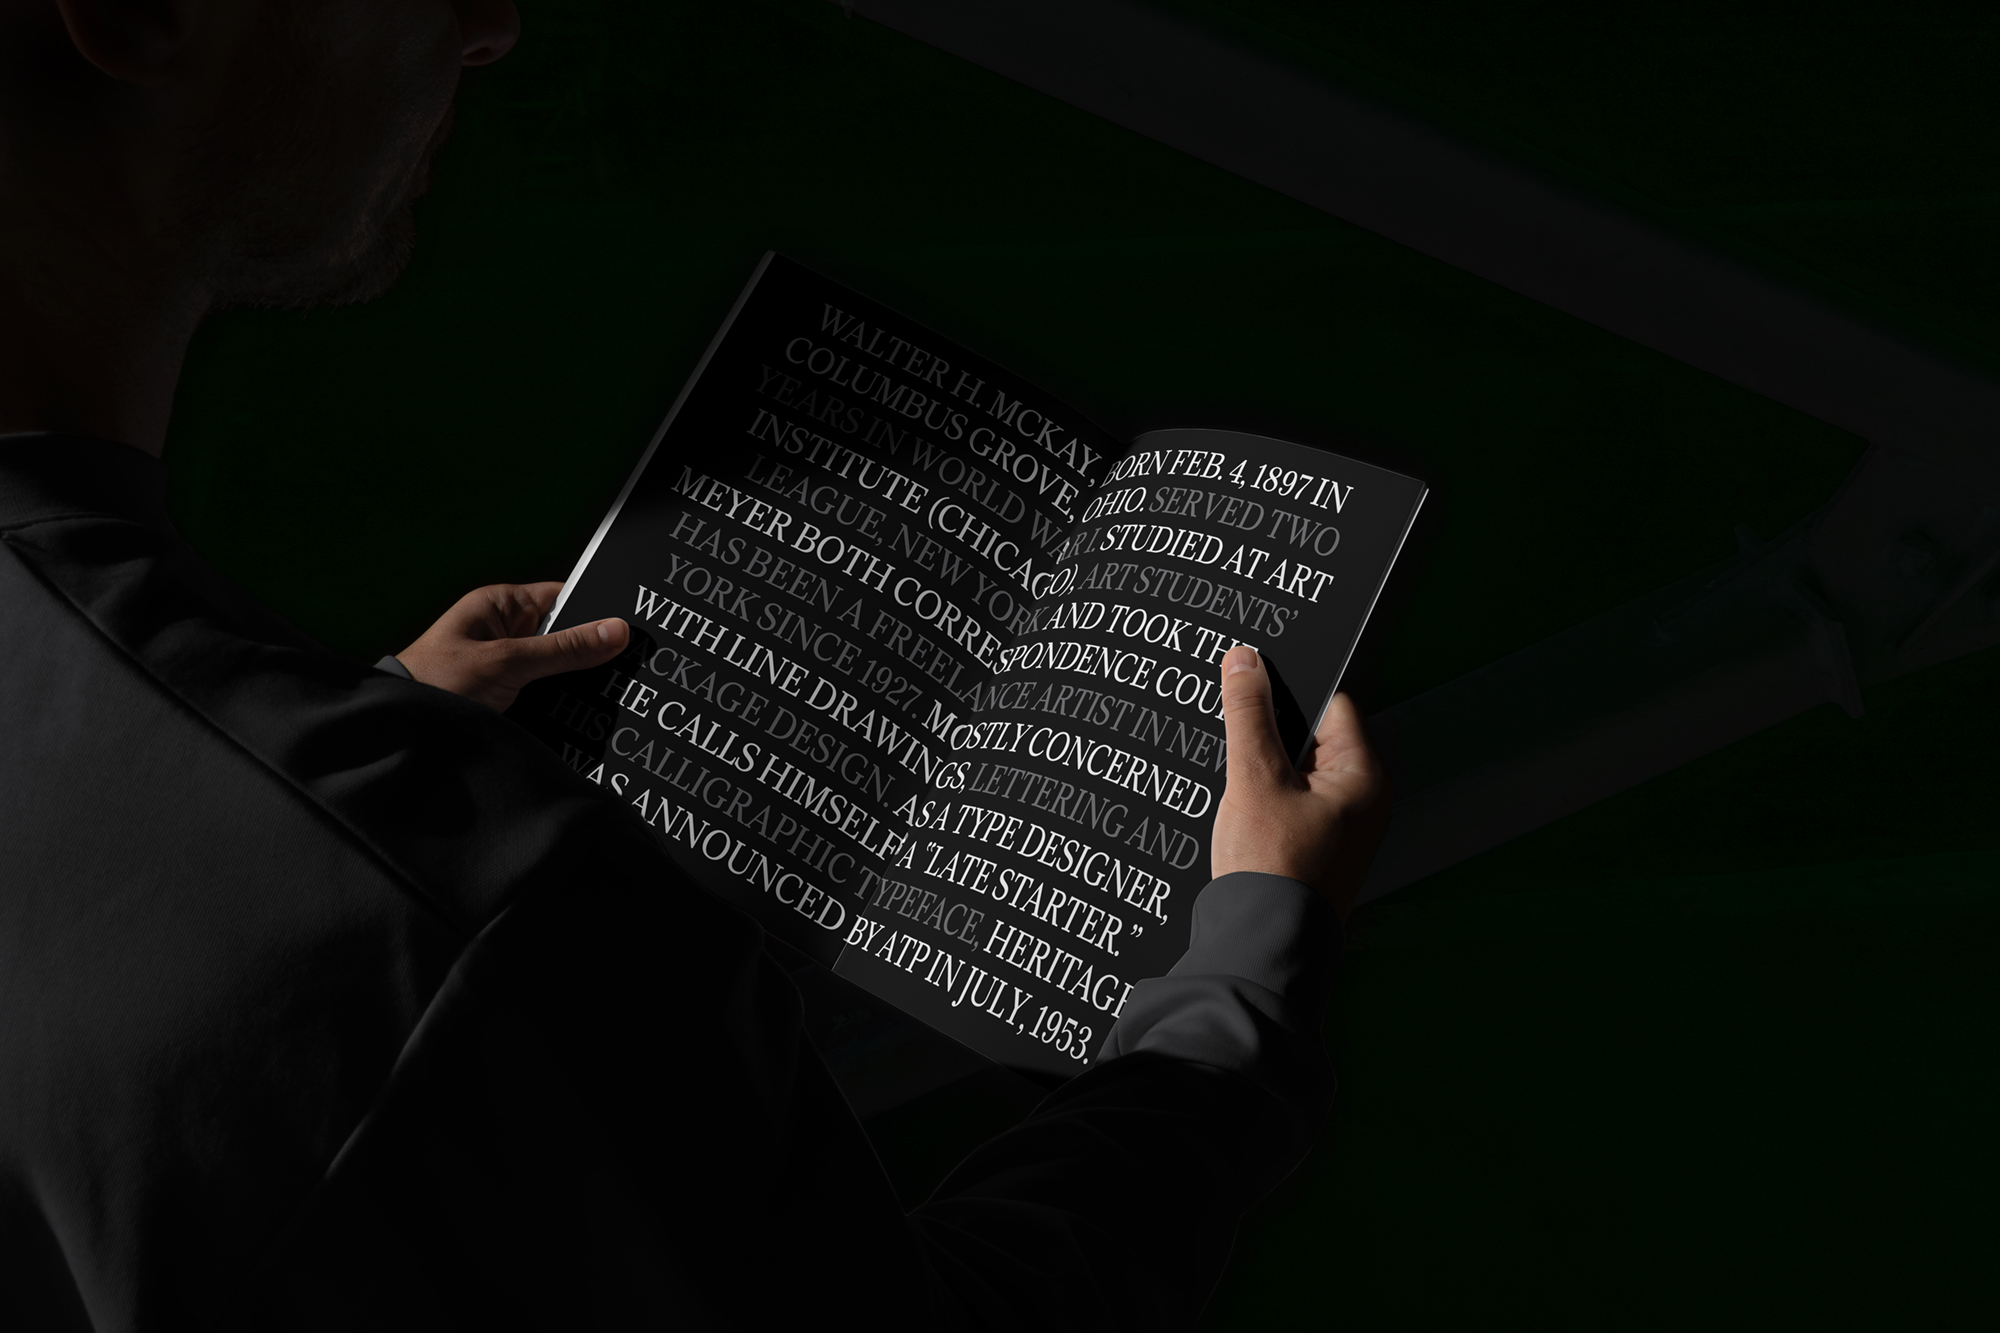 WALTER H. MCKAY, BORN FEB. 4, 1897 IN
COLUMBUS GROVE, OHIO. SERVED TWO
YEARS IN WORLD WAR I. STUDIED AT ART
INSTITUTE (CHICAGO), ART STUDENTS’
LEAGUE, NEW YORK AND TOOK THE
MEYER BOTH CORRESPONDENCE COU
HAS BEEN A FREELANCE ARTIST IN NEW
YORK SINCE 1927. MOSTLY CONCERNED
WITH LINE DRAWINGS, LETTERING AND
ACKAGE DESIGN. AS A TYPE DESIGNER,
HE CALLS HIMSELF A “LATE STARTER.”
HIS CALLIGRAPHIC TYPEFACE, HERITAGE
WAS ANNOUNCED BY ATP IN JULY, 1953.